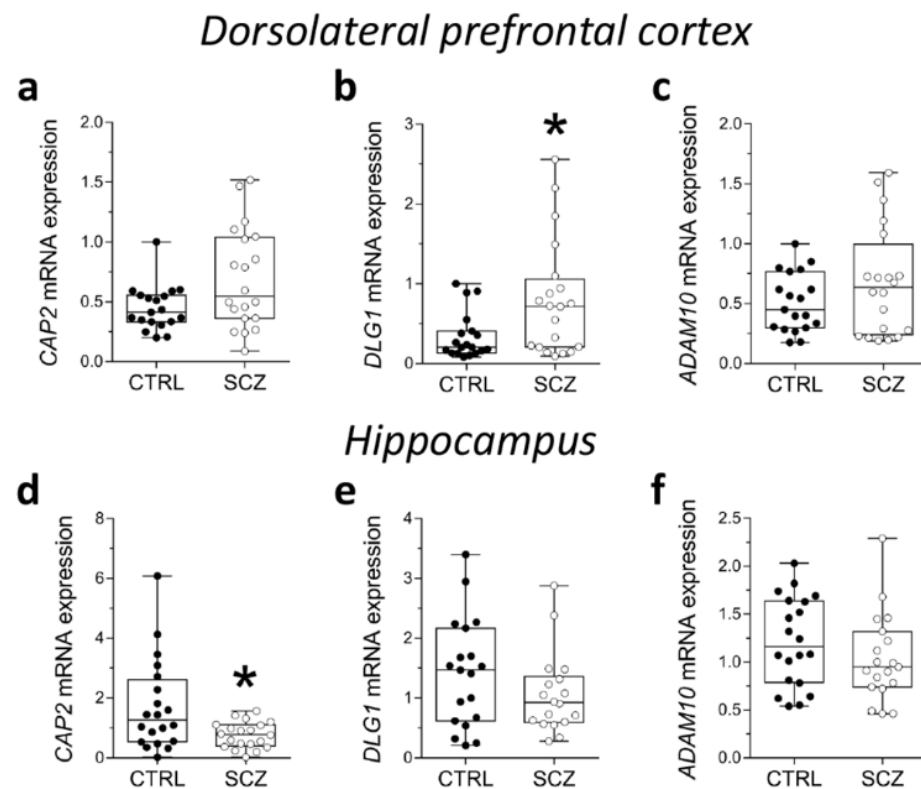 Dorsolateral prefrontal cortex
a
CAP2 mRNA expression
2.0
1.5
1.0
0.5
0.0
CTRL SCZ
b
DLG1 mRNA expression
3
2
1
0
*
CTRL SCZ
c
ADAM10 mRNA expression
2.0
1.5
1.0
0.5
0.0
CTRL SCZ
Hippocampus
d
CAP2 mRNA expression
8
6
4
2
0
*
CTRL SCZ
e
DLG1 mRNA expression
4
3
2
1
0
CTRL SCZ
f
ADAM10 mRNA expression
2.5
2.0
1.5
1.0
0.5
0.0
CTRL SCZ